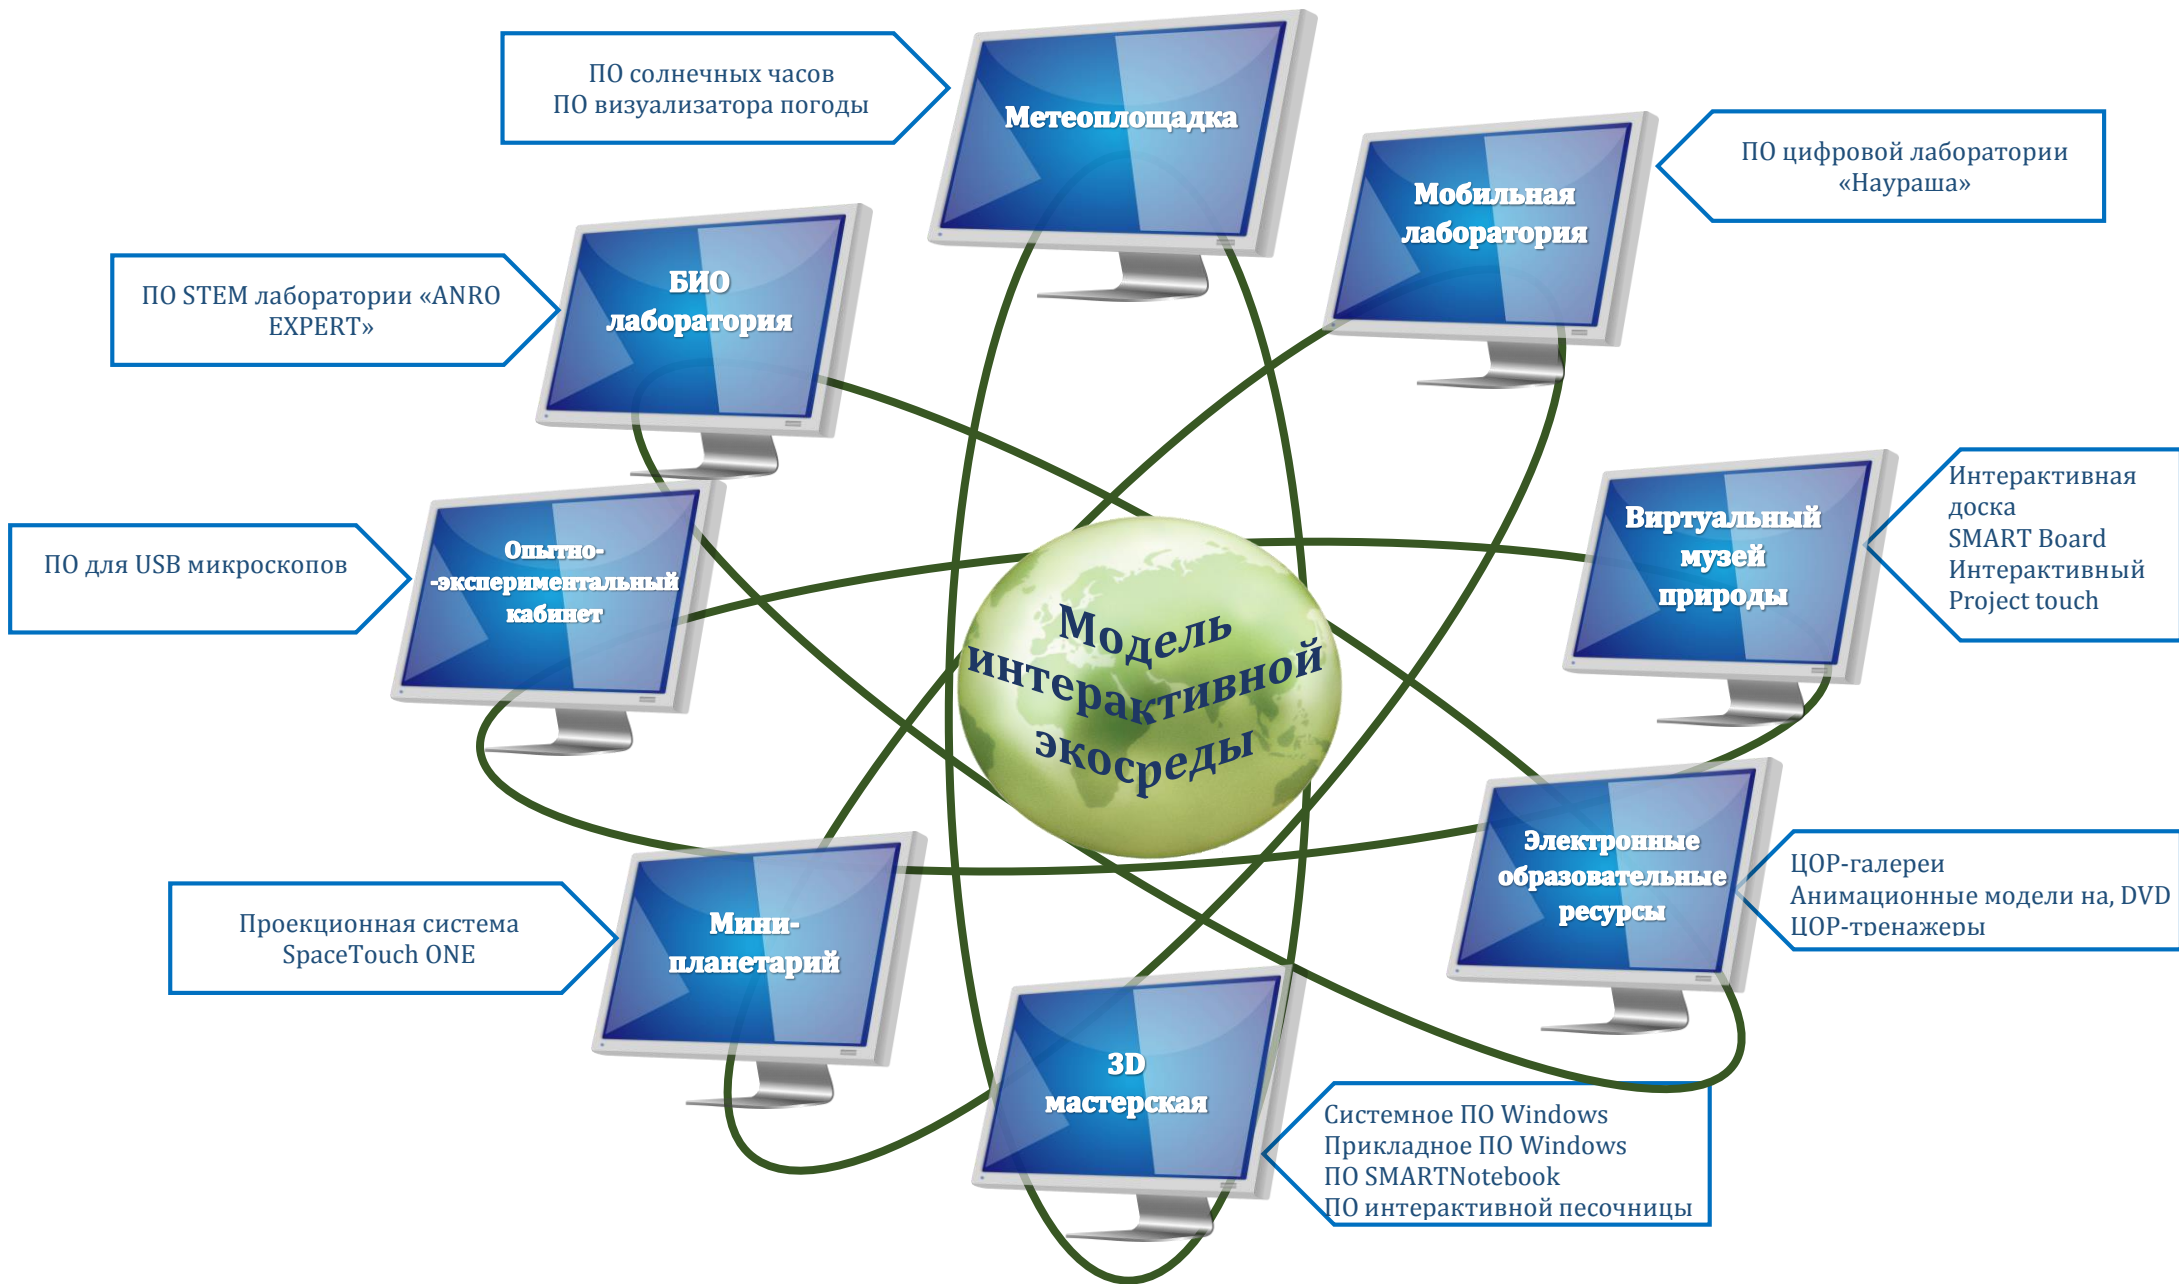 ПО солнечных часов
ПО визуализатора погоды
Метеоплощадка
Мобильная
лаборатория
ПО цифровой лаборатории
«Наураша»
БИО
лаборатория
ПО STEM лаборатории «ANRO
EXPERT»
Виртуальный
музей
природы
Интерактивная
доска
SMART Board
Интерактивный
Project touch
Опытно-
-экспериментальный
кабинет
ПО для USB микроскопов
Модель
интерактивной
экосреды
Электронные
образовательные
ресурсы
ЦОР-галереи
Анимационные модели на, DVD
ЦОР-тренажеры
Мини-
планетарий
Проекционная система
SpaceTouch ONE
3D
мастерская
Системное ПО Windows
Прикладное ПО Windows
ПО SMARTNotebook
ПО интерактивной песочницы